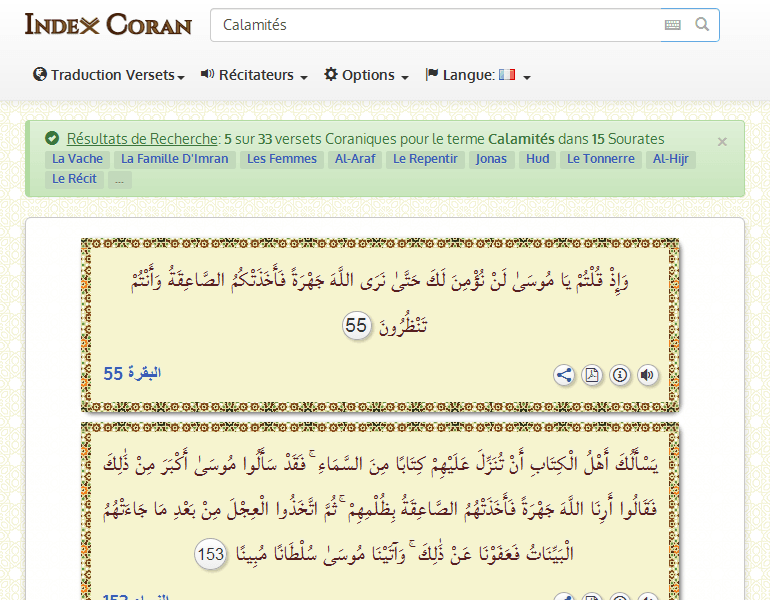 INDEX CORAN
Calamités
Traduction Versets
Récitateurs
Options
Langue:
Résultats de Recherche: 5 sur 33 versets Coraniques pour le terme Calamités dans 15 Sourates
×
La Vache La Famille D'Imran Les Femmes Al-Araf Le Repentir Jonas Hud Le Tonnerre Al-Hijr
Le Récit ...
وَإِذْ قُلْتُمْ يَا مُوسَىٰ لَنْ نُؤْمِنَ لَكَ حَتَّىٰ نَرَى اللَّهَ جَهْرَةً فَأَخَذَتْكُمُ الصَّاعِقَةُ وَأَنْتُمْ
تَنْظُرُونَ 55
البقرة 55
يَسْأَلُكَ أَهْلُ الْكِتَابِ أَنْ تُنَزِّلَ عَلَيْهِمْ كِتَابًا مِنَ السَّمَاءِ ۚ فَقَدْ سَأَلُوا مُوسَىٰ أَكْبَرَ مِنْ ذَٰلِكَ
فَقَالُوا أَرِنَا اللَّهَ جَهْرَةً فَأَخَذَتْهُمُ الصَّاعِقَةُ بِظُلْمِهِمْ ۚ ثُمَّ اتَّخَذُوا الْعِجْلَ مِنْ بَعْدِ مَا جَاءَتْهُمُ
الْبَيِّنَاتُ فَعَفَوْنَا عَنْ ذَٰلِكَ ۚ وَآتَيْنَا مُوسَىٰ سُلْطَانًا مُبِينًا 153